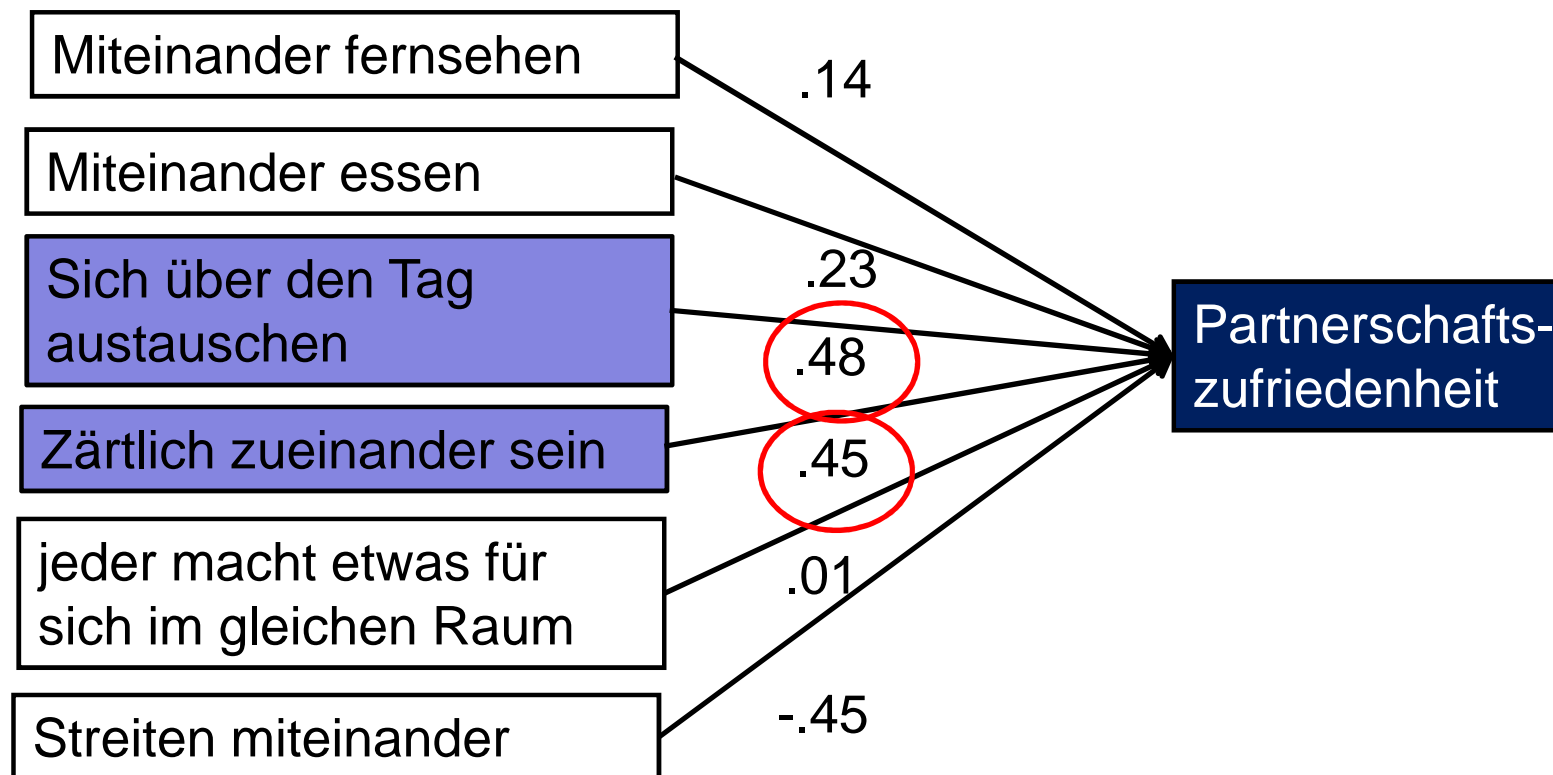 Miteinander fernsehen
.14
Miteinander essen
.23
Sich über den Tag
austauschen
.48
Zärtlich zueinander sein
.45
jeder macht etwas für
sich im gleichen Raum
.01
Streiten miteinander
-.45
Partnerschafts-
zufriedenheit